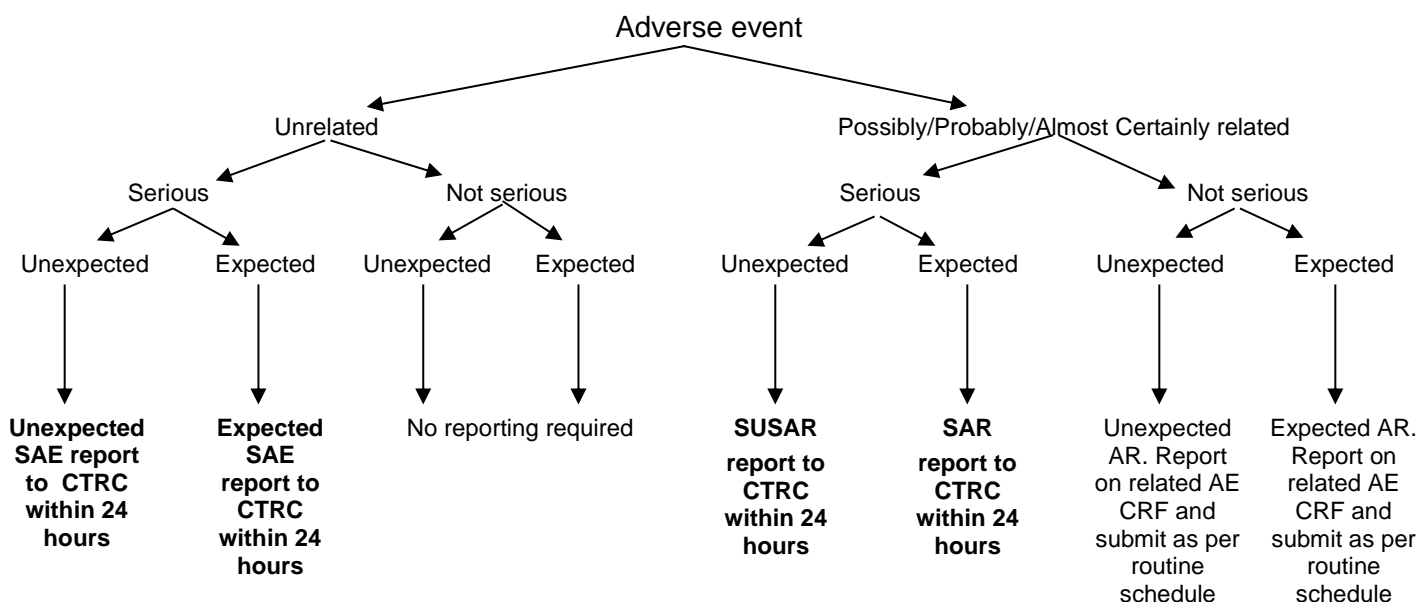 Adverse event
Unrelated
Possibly/Probably/Almost Certainly related
Serious
Not serious
Serious
Not serious
Unexpected
Expected
Unexpected
Expected
Unexpected
Expected
Unexpected
Expected
Unexpected
SAE report
to CTRC
within 24
hours
Expected
SAE
report to
CTRC
within 24
hours
No reporting required
SUSAR
report to
CTRC
within 24
hours
SAR
report to
CTRC
within 24
hours
Unexpected
AR. Report
on related AE
CRF and
submit as per
routine
schedule
Expected AR.
Report on
related AE
CRF and
submit as per
routine
schedule